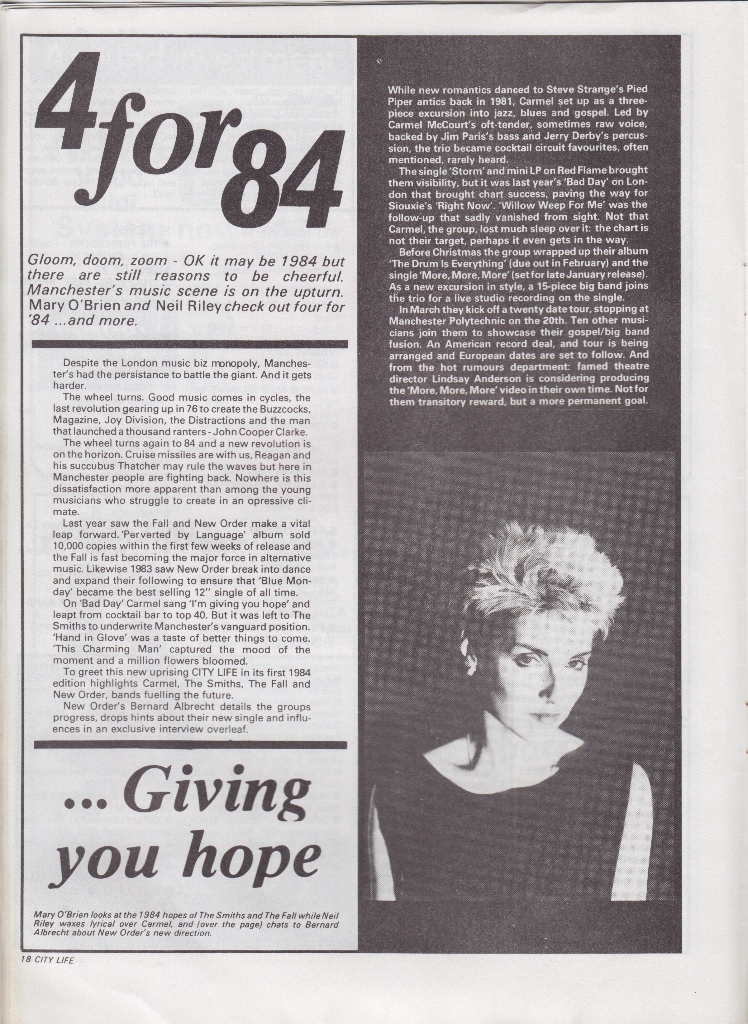 4 for 84
Gloom, doom, zoom - OK it may be 1984 but
there are still reasons to be cheerful.
Manchester's music scene is on the upturn.
Mary O'Brien and Neil Riley check out four for
'84 ...and more.
Despite the London music biz monopoly, Manches-
ter's had the persistance to battle the giant. And it gets
harder.
The wheel turns. Good music comes in cycles, the
last revolution gearing up in 76 to create the Buzzcocks,
Magazine, Joy Division, the Distractions and the man
that launched a thousand ranters - John Cooper Clarke.
The wheel turns again to 84 and a new revolution is
on the horizon. Cruise missiles are with us, Reagan and
his succubus Thatcher may rule the waves but here in
Manchester people are fighting back. Nowhere is this
dissatisfaction more apparent than among the young
musicians who struggle to create in an opressive cli-
mate.
Last year saw the Fall and New Order make a vital
leap forward. 'Perverted by Language' album sold
10,000 copies within the first few weeks of release and
the Fall is fast becoming the major force in alternative
music. Likewise 1983 saw New Order break into dance
and expand their following to ensure that 'Blue Mon-
day' became the best selling 12" single of all time.
On 'Bad Day' Carmel sang 'I'm giving you hope' and
leapt from cocktail bar to top 40. But it was left to The
Smiths to underwrite Manchester's vanguard position.
'Hand in Glove' was a taste of better things to come.
'This Charming Man' captured the mood of the
moment and a million flowers bloomed.
To greet this new uprising CITY LIFE in its first 1984
edition highlights Carmel, The Smiths, The Fall and
New Order, bands fuelling the future.
New Order's Bernard Albrecht details the groups
progress, drops hints about their new single and influ-
ences in an exclusive interview overleaf.
... Giving
you hope
Mary O'Brien looks at the 1984 hopes of The Smiths and The Fall while Neil
Riley waxes lyrical over Carmel, and (over the page) chats to Bernard
Albrecht about New Order's new direction.
18 CITY LIFE
While new romantics danced to Steve Strange's Pied
Piper antics back in 1981, Carmel set up as a three-
piece excursion into jazz, blues and gospel. Led by
Carmel McCourt's oft-tender, sometimes raw voice,
backed by Jim Paris's bass and Jerry Derby's percus-
sion, the trio became cocktail circuit favourites, often
mentioned, rarely heard.
The single 'Storm' and mini LP on Red Flame brought
them visibility, but it was last year's 'Bad Day' on Lon-
don that brought chart success, paving the way for
Siouxie's 'Right Now'. 'Willow Weep For Me' was the
follow-up that sadly vanished from sight. Not that
Carmel, the group, lost much sleep over it: the chart is
not their target, perhaps it even gets in the way.
Before Christmas the group wrapped up their album
'The Drum Is Everything' (due out in February) and the
single 'More, More, More' (set for late January release).
As a new excursion in style, a 15-piece big band joins
the trio for a live studio recording on the single.
In March they kick off a twenty date tour, stopping at
Manchester Polytechnic on the 20th. Ten other musi-
cians join them to showcase their gospel/big band
fusion. An American record deal, and tour is being
arranged and European dates are set to follow. And
from the hot rumours department: famed theatre
director Lindsay Anderson is considering producing
the 'More, More, More' video in their own time. Not for
them transitory reward, but a more permanent goal.